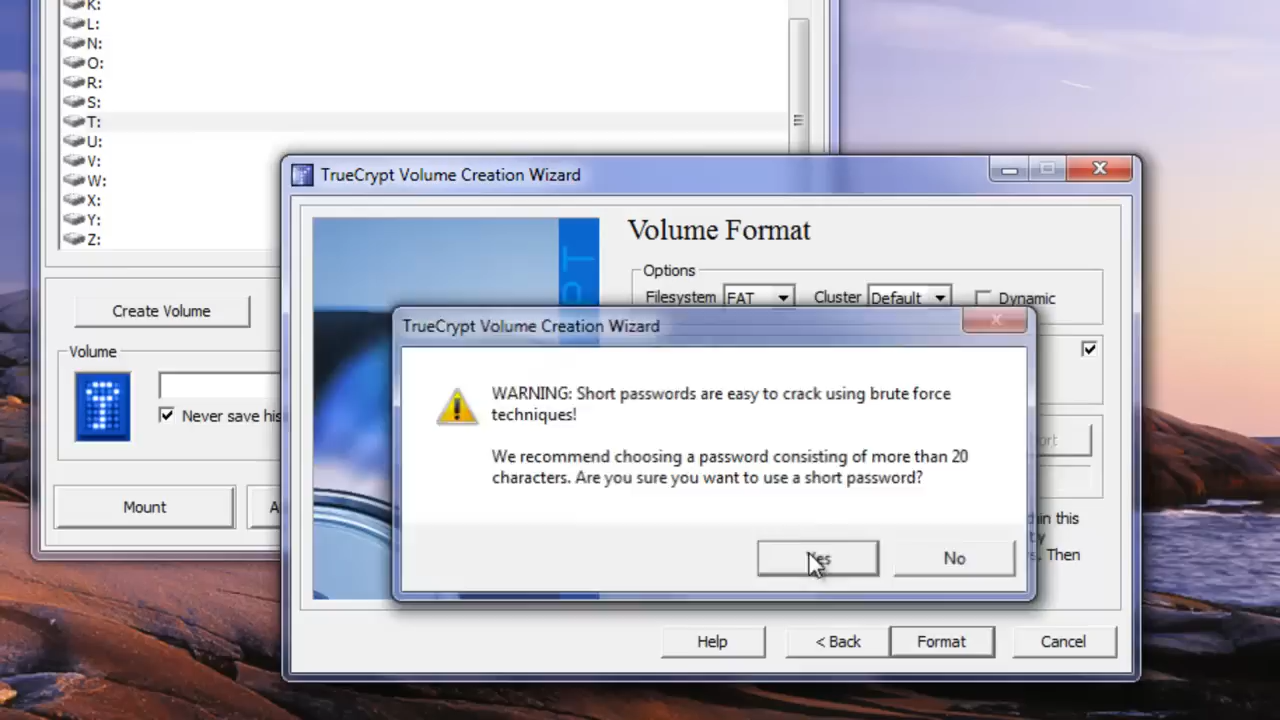 K:
L:
N:
O:
R:
S:
T:
U:
V:
W:
X:
Y:
Z:
TrueCrypt Volume Creation Wizard
Volume Format
Options
Filesystem FAT Cluster Default Dynamic
Create Volume
Volume
Never save his
Mount
A
TrueCrypt Volume Creation Wizard
WARNING: Short passwords are easy to crack using brute force
techniques!
We recommend choosing a password consisting of more than 20
characters. Are you sure you want to use a short password?
Yes No
this
. Then
Help < Back Format Cancel